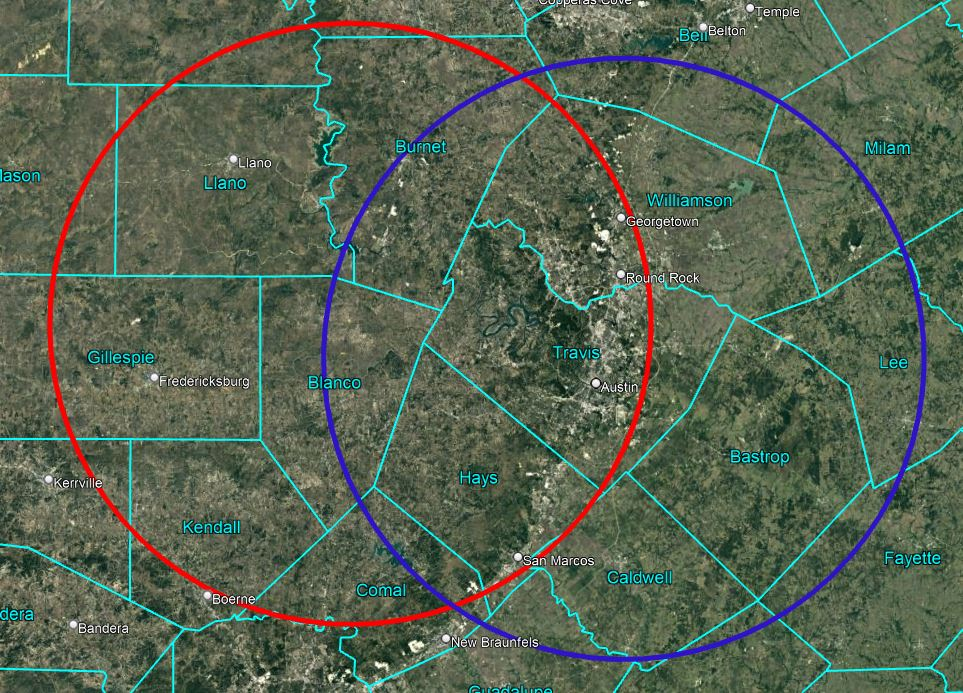 Copperas Cove
Temple
Bell
Belton
Burnet
Milam
Mason
Llano
Llano
Williamson
Georgetown
Round Rock
Gillespie
Fredericksburg
Blanco
Travis
Austin
Lee
Bastrop
Hays
Kerrville
Kendall
San Marcos
Fayette
Caldwell
Comal
Boerne
dera
Bandera
New Braunfels
Guadalupe